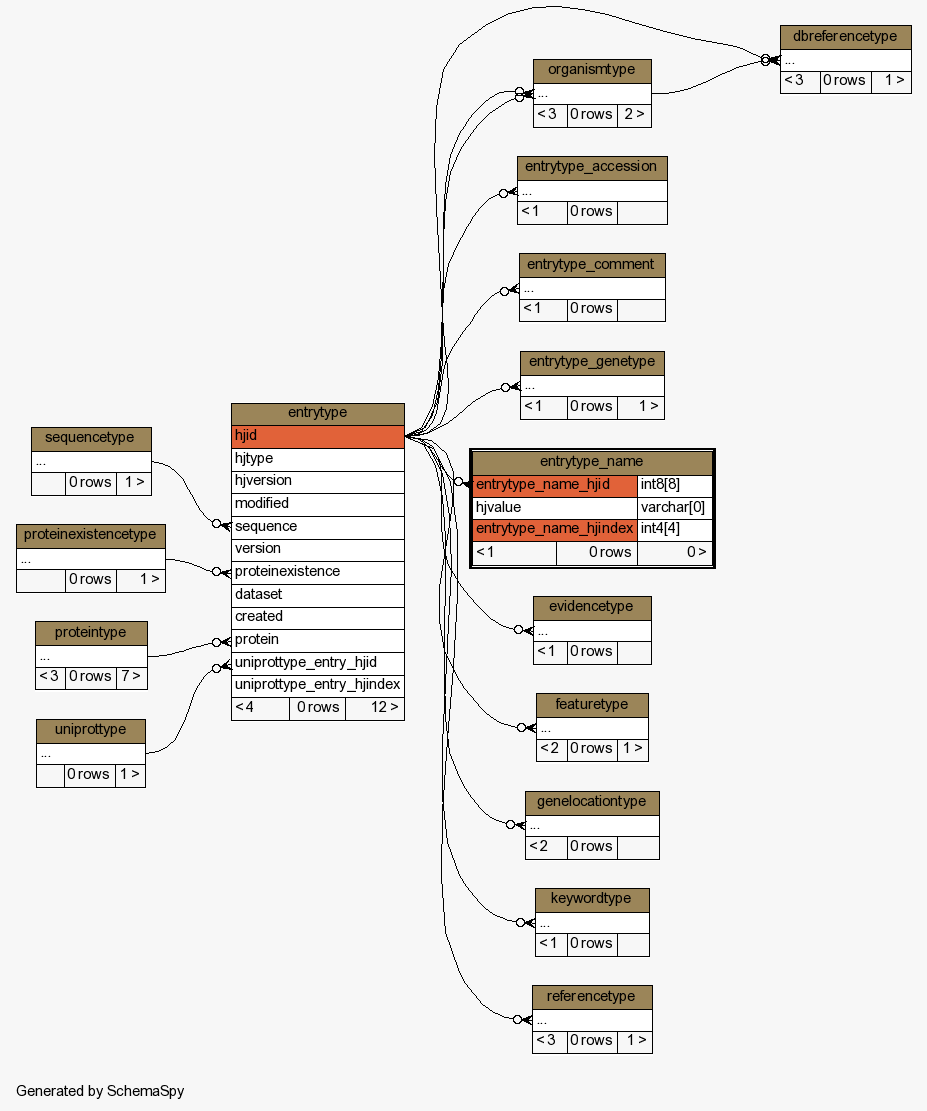 dbreferencetype
...
< 3 0 rows 1 >
organismtype
...
< 3 0 rows 2 >
entrytype_accession
...
< 1 0 rows
entrytype_comment
...
< 1 0 rows
entrytype_genetype
...
< 1 0 rows 1 >
entrytype
hjid
hjtype
hjversion
modified
sequence
version
proteinexistence
dataset
created
protein
uniprottype_entry_hjid
uniprottype_entry_hjindex
< 4 0 rows 12 >
sequencetype
...
0 rows 1 >
proteinexistencetype
...
0 rows 1 >
proteintype
...
< 3 0 rows 7 >
uniprottype
...
0 rows 1 >
entrytype_name
entrytype_name_hjid int8[8]
hjvalue varchar[0]
entrytype_name_hjindex int4[4]
< 1 0 rows 0 >
evidencetype
...
< 1 0 rows
featuretype
...
< 2 0 rows 1 >
genelocationtype
...
< 2 0 rows
keywordtype
...
< 1 0 rows
referencetype
...
< 3 0 rows 1 >
Generated by SchemaSpy